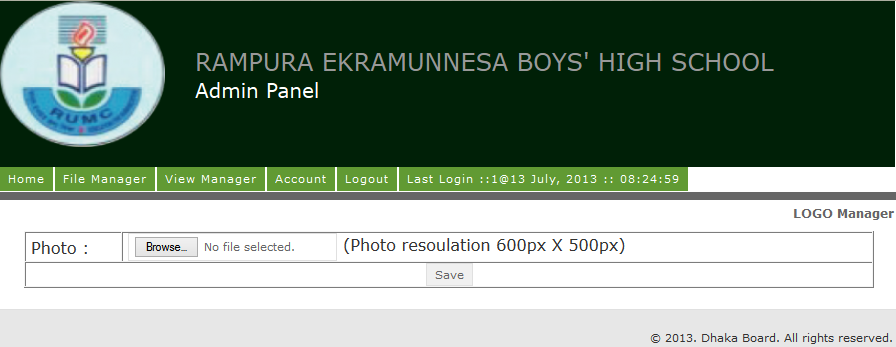 RUMC
RAMPURA EKRAMUNNESA BOYS' HIGH SCHOOL
Admin Panel
Home File Manager View Manager Account Logout Last Login ::1@13 July, 2013 :: 08:24:59
LOGO Manager
Photo : Browse... No file selected. (Photo resoulation 600px X 500px)
Save
© 2013. Dhaka Board. All rights reserved.